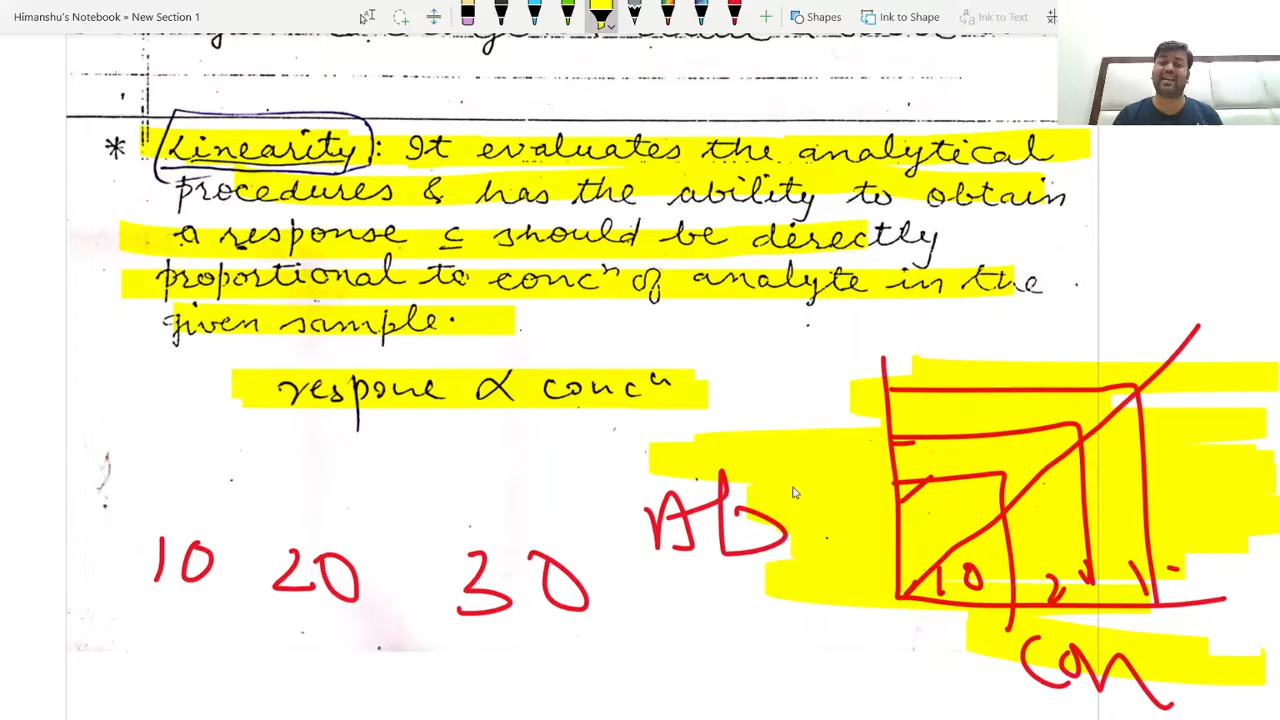 Himanshu's Notebook » New Section 1
Shapes
Ink to Shape
Ink to Text
* Linearity : It evaluates the analytical
procedures & has the ability to obtain
a response c should be directly
proportional to concⁿ of analyte in the
given sample.
respone ∝ concⁿ
10 20 30
Ab
10 2
Con